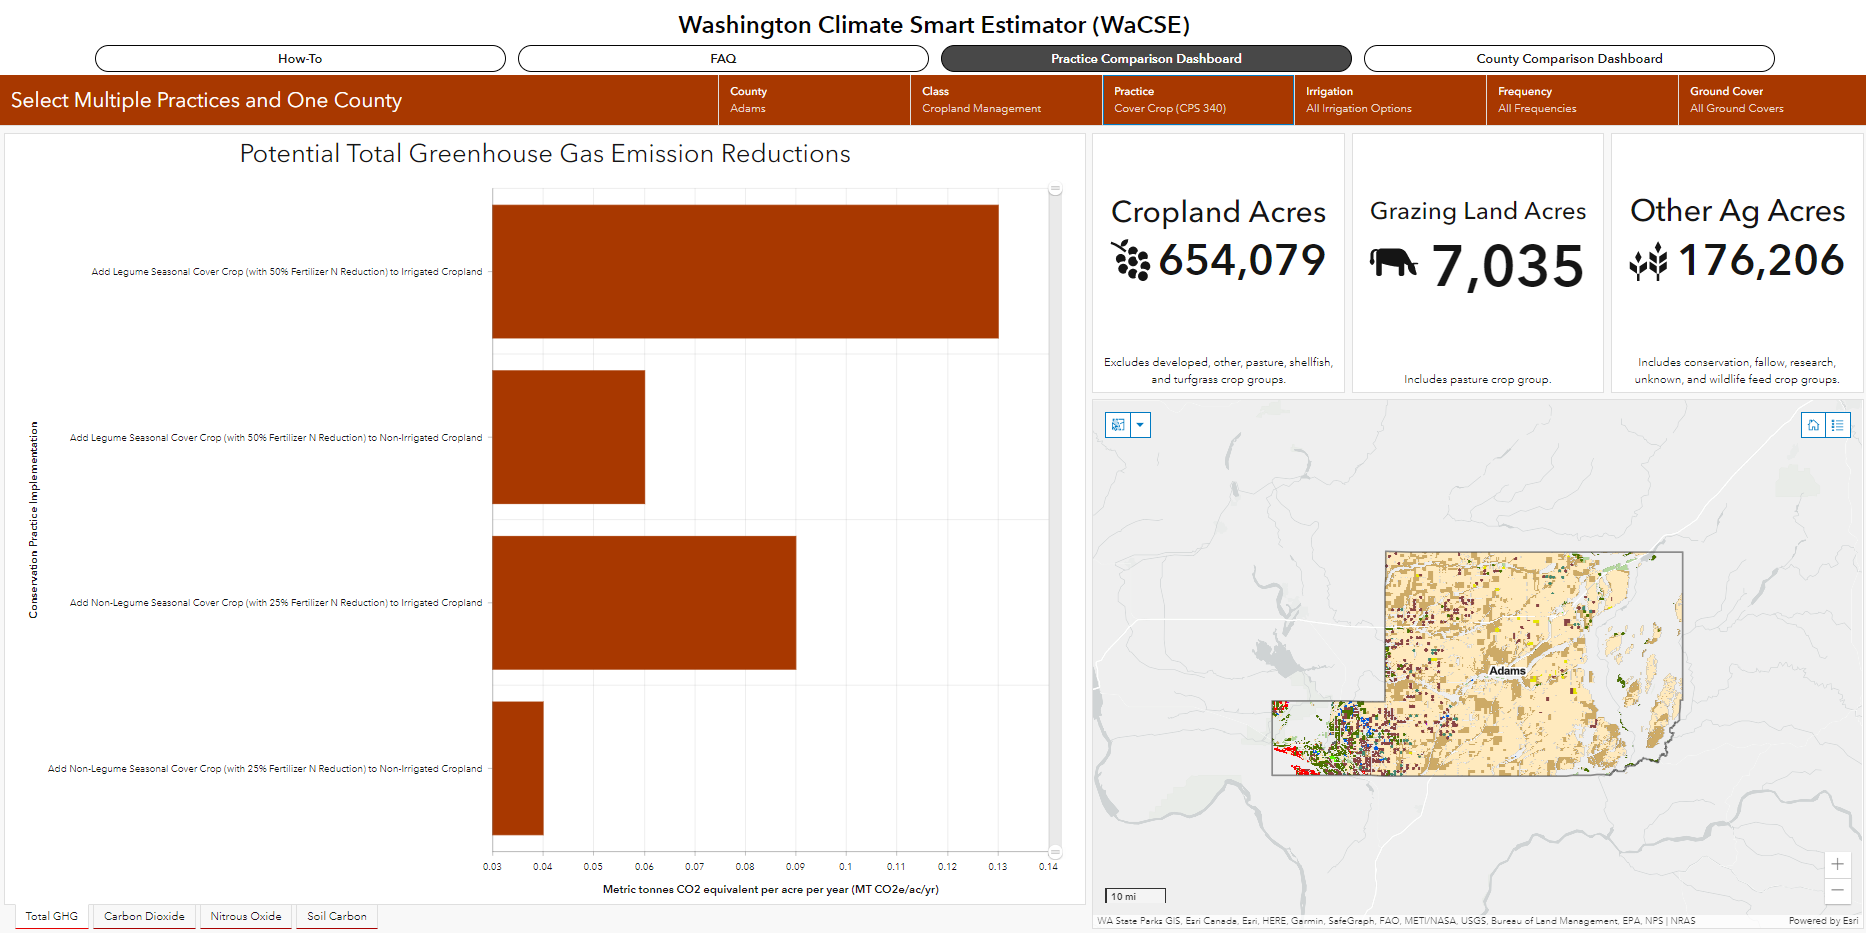 Washington Climate Smart Estimator (WaCSE)
How-To
FAQ
Practice Comparison Dashboard
County Comparison Dashboard
Select Multiple Practices and One County
County
Adams
Class
Cropland Management
Practice
Cover Crop (CPS 340)
Irrigation
All Irrigation Options
Frequency
All Frequencies
Ground Cover
All Ground Covers
Potential Total Greenhouse Gas Emission Reductions
Conservation Practice Implementation
Add Legume Seasonal Cover Crop (with 50% Fertilizer N Reduction) to Irrigated Cropland
Add Legume Seasonal Cover Crop (with 50% Fertilizer N Reduction) to Non-Irrigated Cropland
Add Non-Legume Seasonal Cover Crop (with 25% Fertilizer N Reduction) to Irrigated Cropland
Add Non-Legume Seasonal Cover Crop (with 25% Fertilizer N Reduction) to Non-Irrigated Cropland
0.03 0.04 0.05 0.06 0.07 0.08 0.09 0.1 0.11 0.12 0.13 0.14
Metric tonnes CO2 equivalent per acre per year (MT CO2e/ac/yr)
Total GHG
Carbon Dioxide
Nitrous Oxide
Soil Carbon
Cropland Acres
654,079
Excludes developed, other, pasture, shellfish,
and turfgrass crop groups.
Grazing Land Acres
7,035
Includes pasture crop group.
Other Ag Acres
176,206
Includes conservation, fallow, research,
unknown, and wildlife feed crop groups.
Adams
10 mi
WA State Parks GIS, Esri Canada, Esri, HERE, Garmin, SafeGraph, FAO, METI/NASA, USGS, Bureau of Land Management, EPA, NPS | NRAS
Powered by Esri